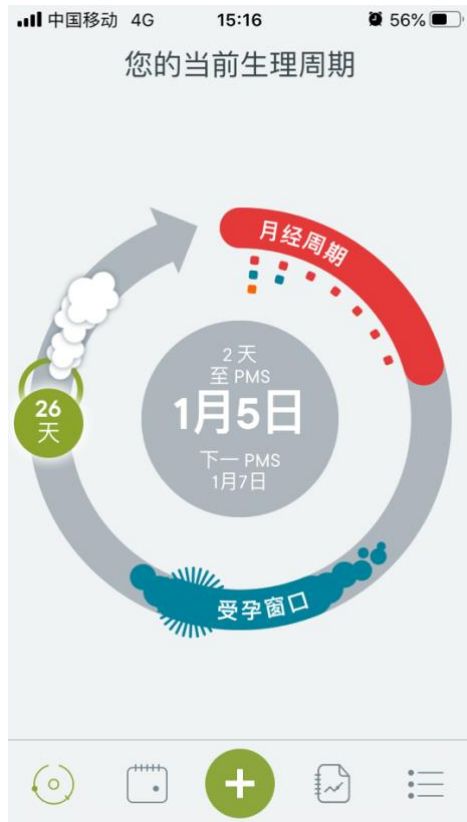 中国移动 4G 15:16 56%
您的当前生理周期
月经周期
2 天
至 PMS
1月5日
下一 PMS
1月7日
26
天
受孕窗口